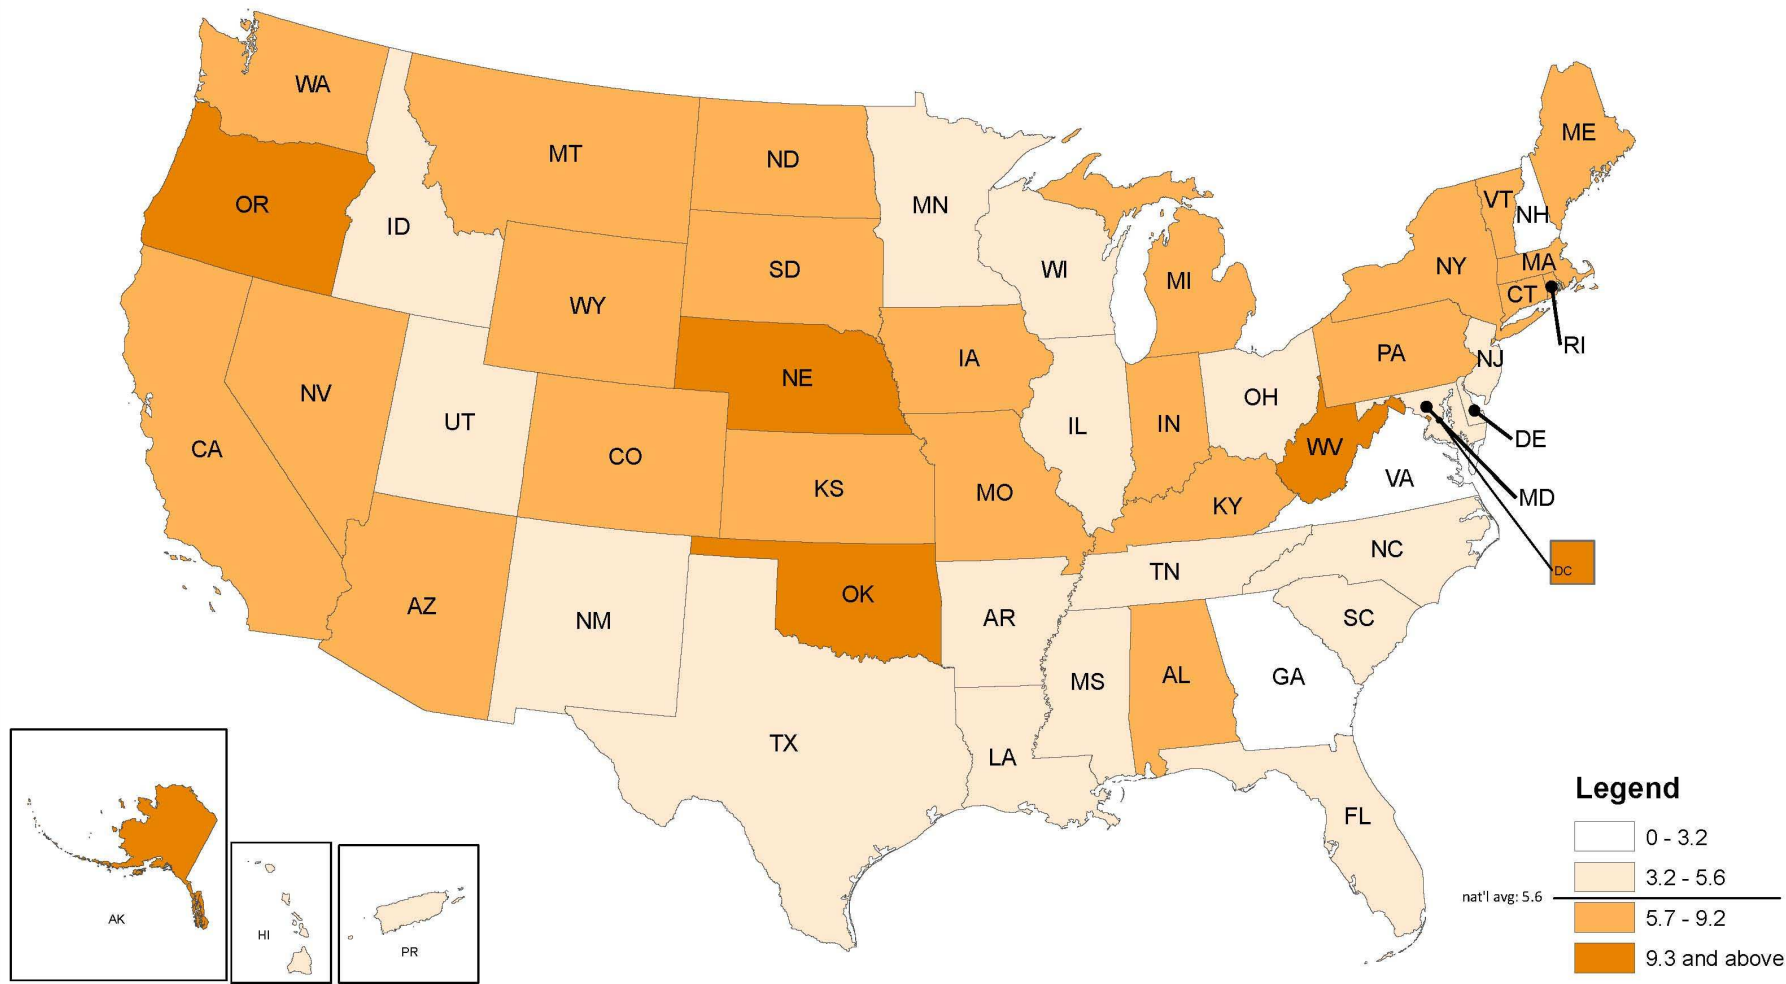 WA
MT
ND
ME
OR
ID
MN
VT
NH
SD
WI
MI
NY
MA
WY
CT
IA
PA
RI
NE
NJ
NV
UT
OH
IL
IN
DE
CA
CO
WV
KS
VA
MO
KY
MD
NC
TN
DC
OK
AZ
NM
AR
SC
MS
AL
GA
TX
LA
FL
AK
HI
PR
Legend
0 - 3.2
3.2 - 5.6
nat'l avg: 5.6
5.7 - 9.2
9.3 and above